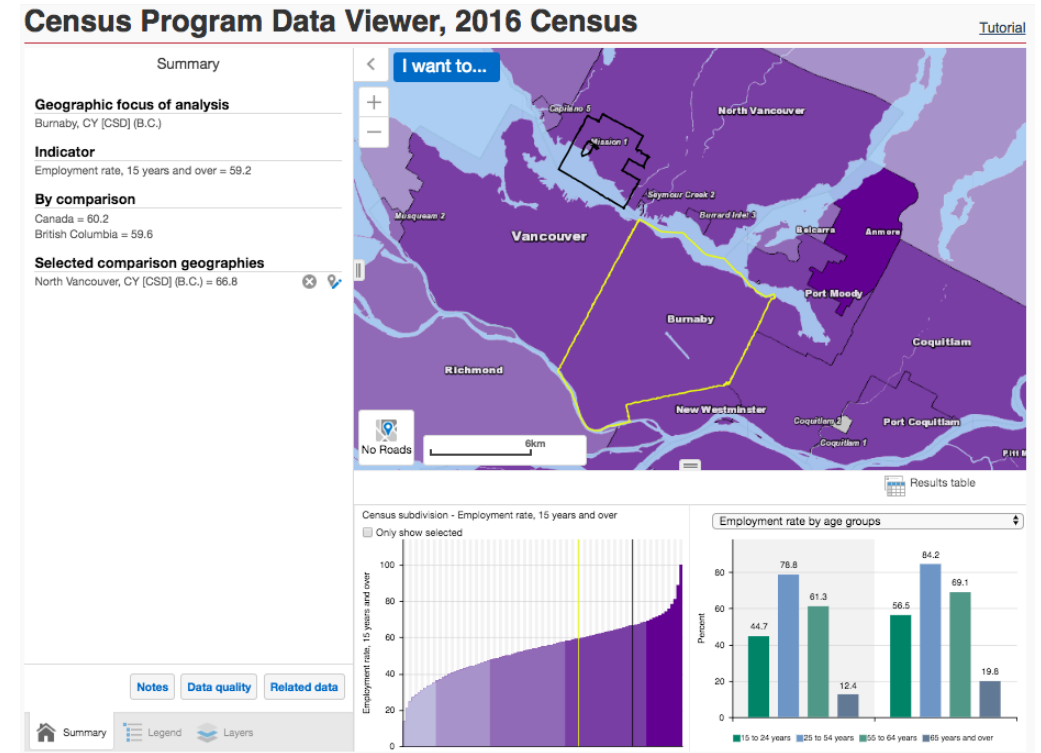 Census Program Data Viewer, 2016 Census
Tutorial
Summary
Geographic focus of analysis
Burnaby, CY [CSD] (B.C.)
Indicator
Employment rate, 15 years and over = 59.2
By comparison
Canada = 60.2
British Columbia = 59.6
Selected comparison geographies
North Vancouver, CY [CSD] (B.C.) = 66.8
Notes
Data quality
Related data
Summary
Legend
Layers
I want to...
Capilano 5
North Vancouver
Mission 1
Seymour Creek 2
Musqueam 2
Burrard Inlet 3
Vancouver
Belcarra
Anmore
Port Moody
Burnaby
Coquitlam
Richmond
New Westminster
Coquitlam 2
Port Coquitlam
Coquitlam 1
Pitt M
No Roads
6km
Results table
Census subdivision - Employment rate, 15 years and over
Only show selected
Employment rate, 15 years and over
100
80
60
40
20
0
Employment rate by age groups
Percent
80
60
40
20
0
44.7
78.8
61.3
12.4
56.5
84.2
69.1
19.8
15 to 24 years
25 to 54 years
55 to 64 years
65 years and over